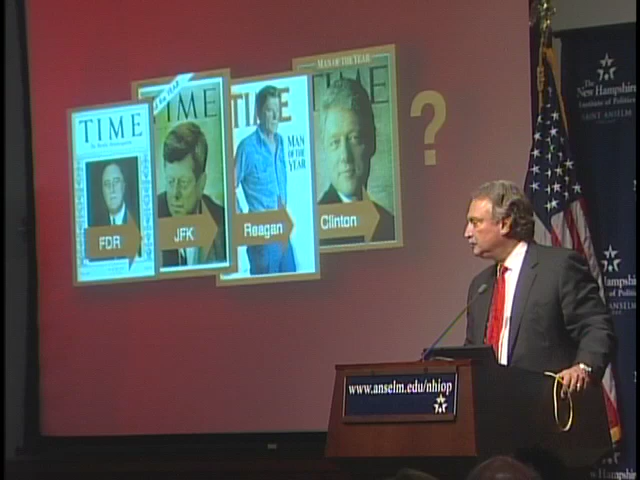 TIME
FDR
TIME
JFK
TIME
MAN
OF THE
YEAR
Reagan
MAN OF THE YEAR
TIME
Clinton
?
The
New Hampshire
Institute of Politics
SAINT ANSELM
www.anselm.edu/nhiop